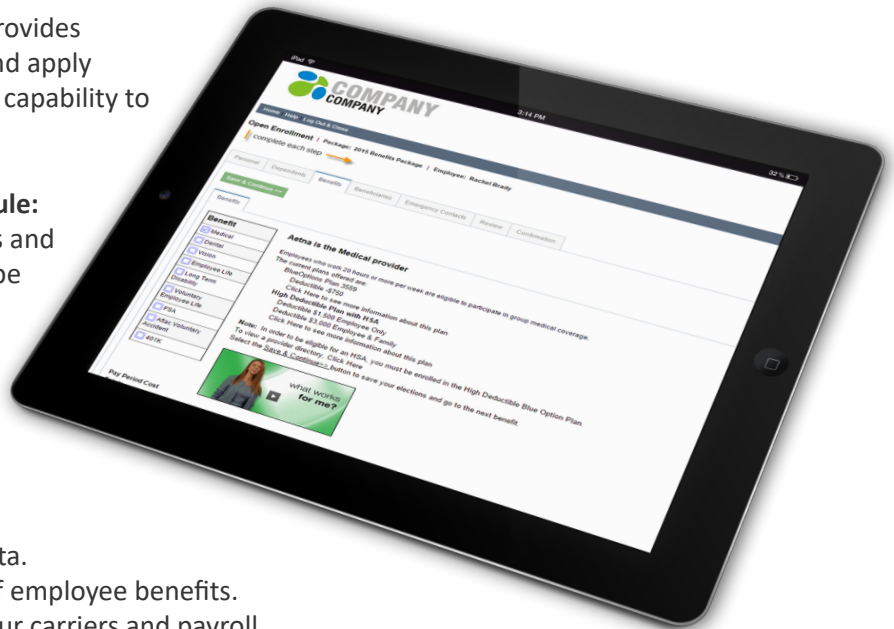 rovides
nd apply
capability to
ule:
s and
be
ta.
f employee benefits.
ur carriers and payroll
iPad
3:14 PM
32 %
COMPANY
COMPANY
Home Help Log Out & Close
Open Enrollment | Package: 2015 Benefits Package | Employee: Rachel Brady
complete each step
Personal Dependents Benefits Beneficiaries Emergency Contacts Review Confirmation
Save & Continue >>
Benefits
Benefit
Medical
Dental
Vision
Employee Life
Long Term
Disability
Voluntary
Employee Life
FSA
Aflac Voluntary
Accident
401K
Pay Period Cost
Aetna is the Medical provider
Employees who work 20 hours or more per week are eligible to participate in group medical coverage.
The current plans offered are:
BlueOptions Plan 3559
Deductible -$750
Click Here to see more information about this plan
High Deductible Plan with HSA
Deductible $1,500 Employee Only
Deductible $3,000 Employee & Family
Click Here to see more information about this plan
Note: In order to be eligible for an HSA, you must be enrolled in the High Deductible Blue Option Plan.
To view a provider directory, Click Here
Select the Save & Continue>> button to save your elections and go to the next benefit.
what works
for me?